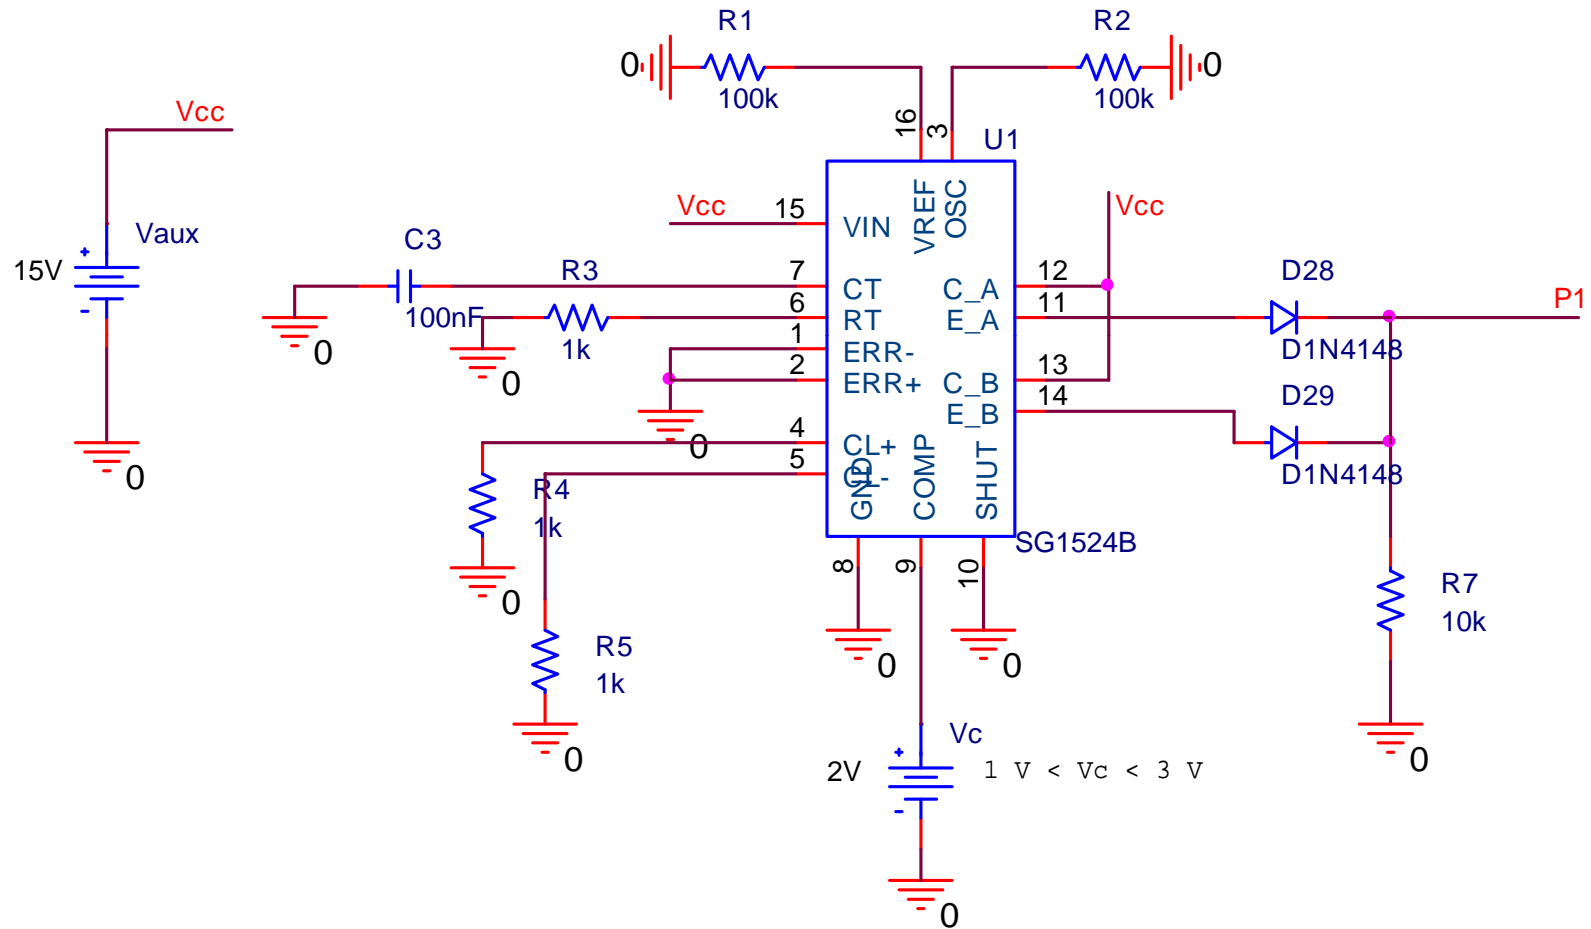 R1
R2
0
0
100k
100k
Vcc
16
3
U1
Vcc
15
VIN
VREF
OSC
Vcc
Vaux
C3
15V
R3
7
CT
12
C_A
D28
P1
100nF
6
RT
11
E_A
0
1k
1
ERR-
D1N4148
0
2
ERR+
13
C_B
D29
14
E_B
0
4
CL+
0
5
CL-
GND
COMP
SHUT
D1N4148
R4
1k
SG1524B
8
9
10
R7
10k
0
R5
1k
0
0
0
Vc
0
2V
1 V < Vc < 3 V
0